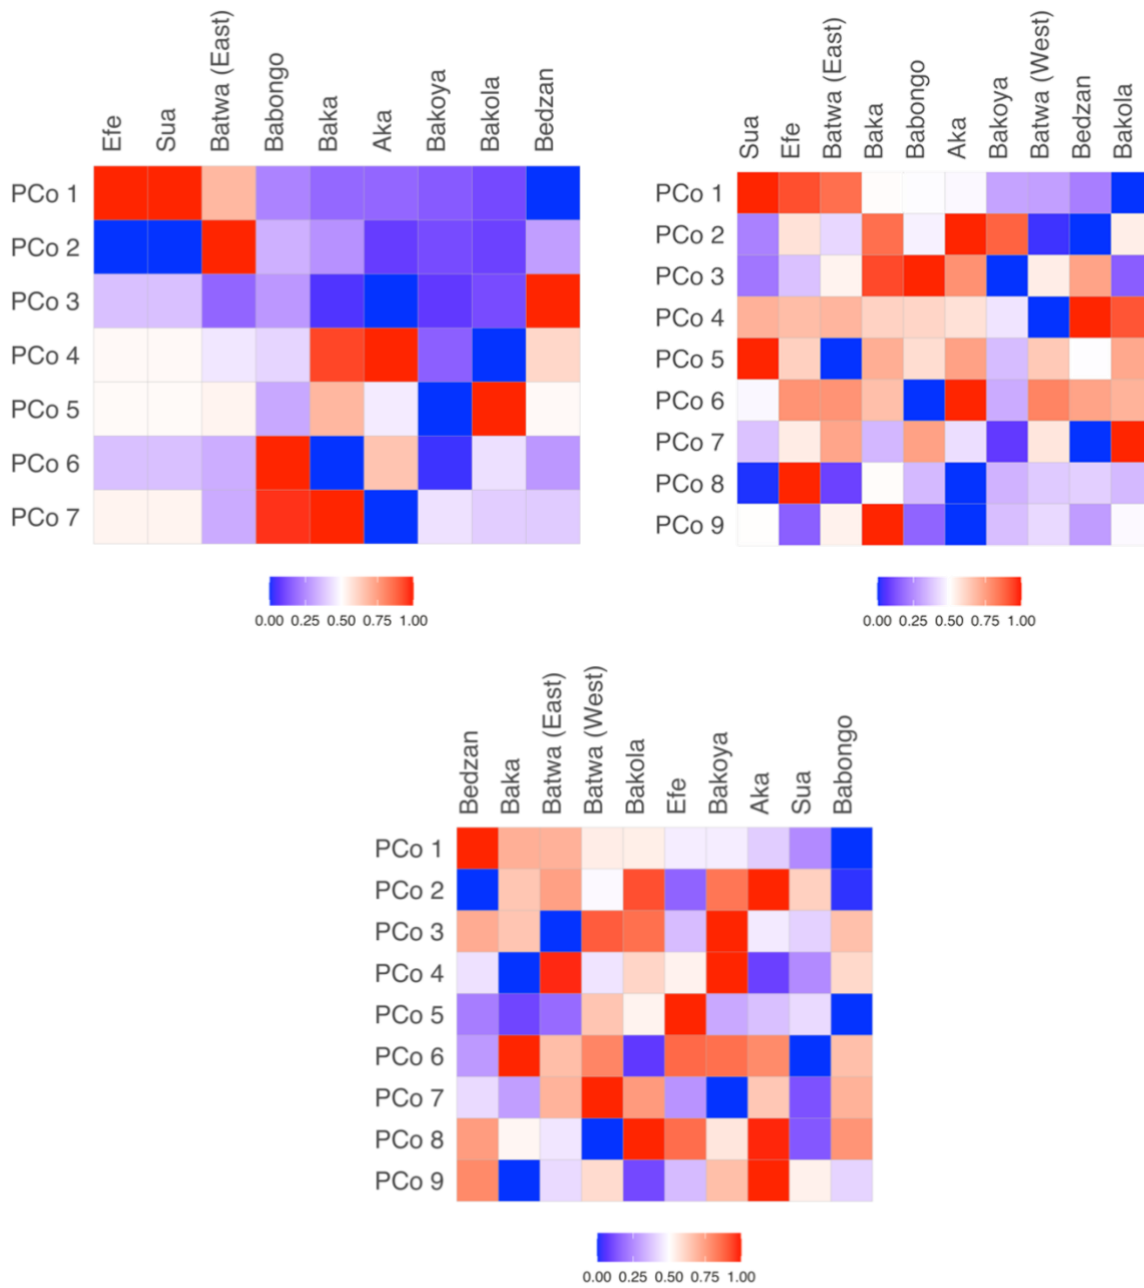 Efe
Sua
Batwa (East)
Babongo
Baka
Aka
Bakoya
Bakola
Bedzan
PCo 1
PCo 2
PCo 3
PCo 4
PCo 5
PCo 6
PCo 7
0.00 0.25 0.50 0.75 1.00
Sua
Efe
Batwa (East)
Baka
Babongo
Aka
Bakoya
Batwa (West)
Bedzan
Bakola
PCo 1
PCo 2
PCo 3
PCo 4
PCo 5
PCo 6
PCo 7
PCo 8
PCo 9
0.00 0.25 0.50 0.75 1.00
Bedzan
Baka
Batwa (East)
Batwa (West)
Bakola
Efe
Bakoya
Aka
Sua
Babongo
PCo 1
PCo 2
PCo 3
PCo 4
PCo 5
PCo 6
PCo 7
PCo 8
PCo 9
0.00 0.25 0.50 0.75 1.00